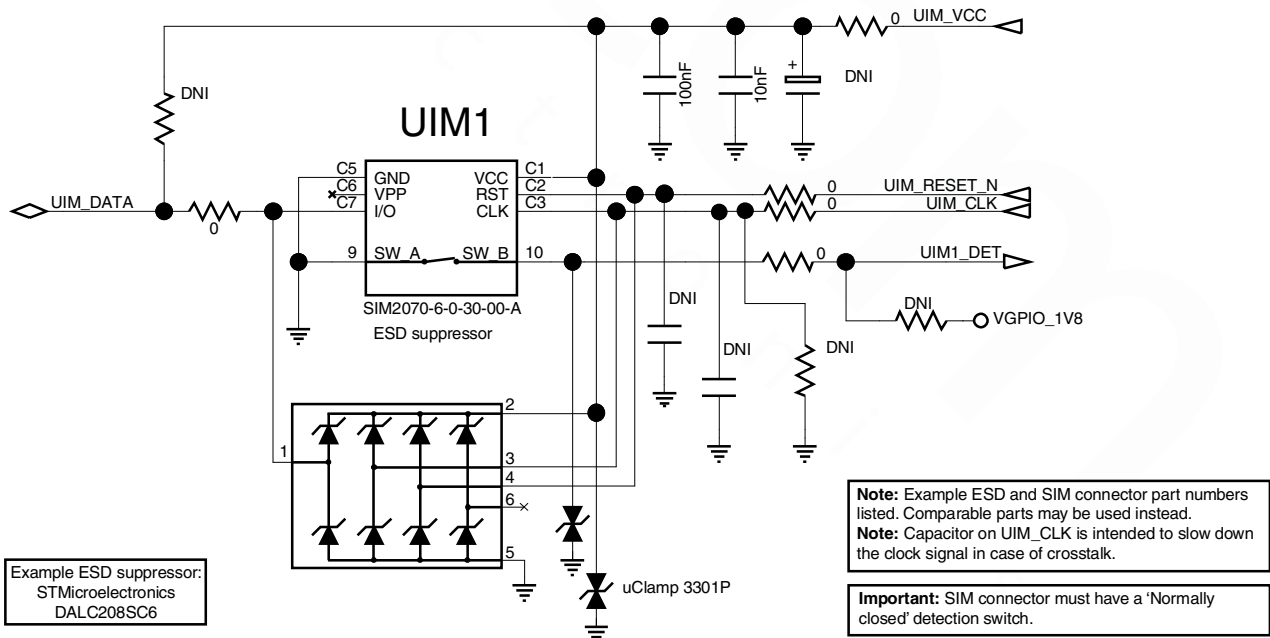 0 UIM_VCC
DNI
100nF
10nF
+
DNI
UIM1
C5 GND VCC C1
C6 VPP RST C2
C7 I/O CLK C3
9 SW_A SW_B 10
SIM2070-6-0-30-00-A
ESD suppressor
UIM_DATA
0
0 UIM_RESET_N
0 UIM_CLK
0 UIM1_DET
DNI
VGPIO_1V8
DNI
DNI
DNI
1
2
3
4
6
5
uClamp 3301P
Example ESD suppressor:
STMicroelectronics
DALC208SC6
Note: Example ESD and SIM connector part numbers
listed. Comparable parts may be used instead.
Note: Capacitor on UIM_CLK is intended to slow down
the clock signal in case of crosstalk.
Important: SIM connector must have a ‘Normally
closed’ detection switch.